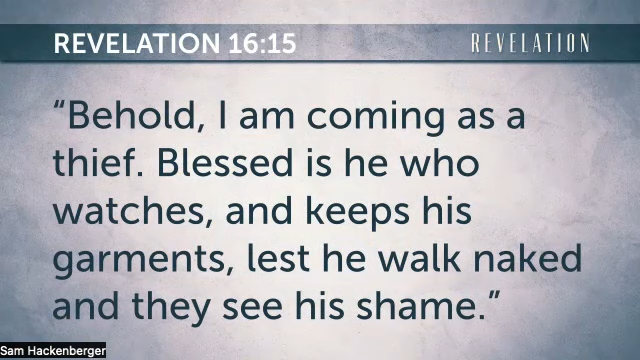 REVELATION 16:15
REVELATION
“Behold, I am coming as a
thief. Blessed is he who
watches, and keeps his
garments, lest he walk naked
and they see his shame.”
Sam Hackenberger